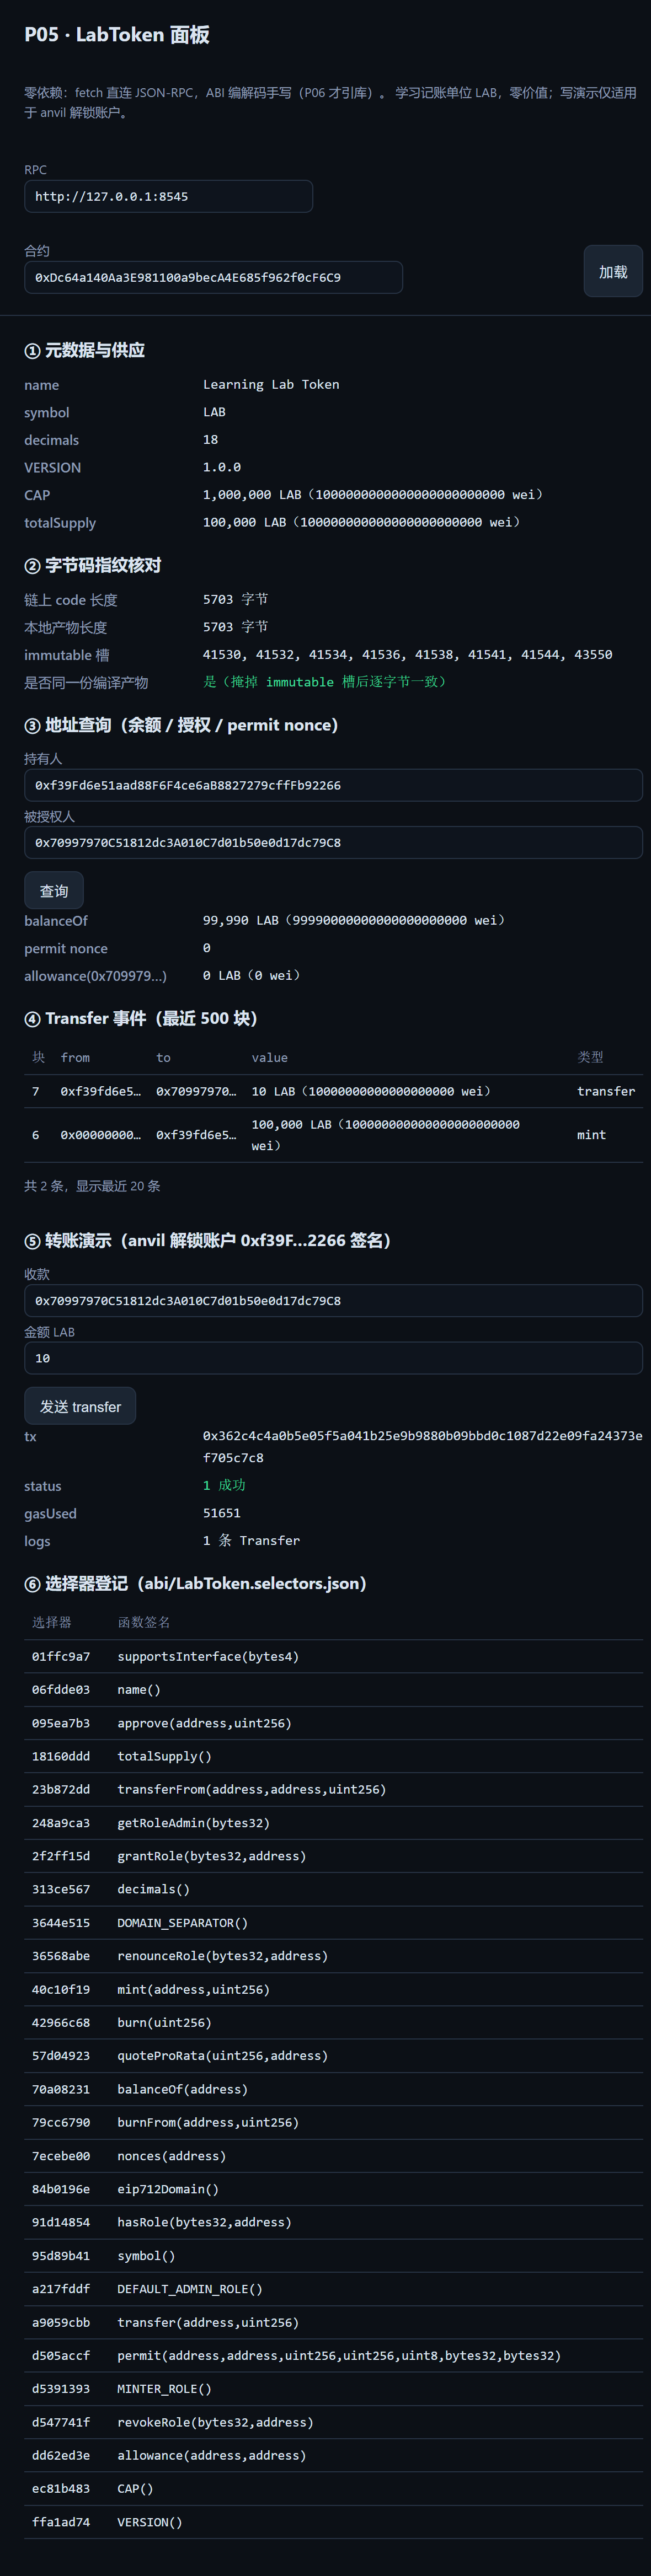 P05 · LabToken 面板
零依赖：fetch 直连 JSON-RPC，ABI 编解码手写（P06 才引库）。 学习记账单位 LAB，零价值；写演示仅适用
于 anvil 解锁账户。
RPC
http://127.0.0.1:8545
合约
0xDc64a140Aa3E981100a9becA4E685f962f0cF6C9
加载
① 元数据与供应
name Learning Lab Token
symbol LAB
decimals 18
VERSION 1.0.0
CAP 1,000,000 LAB（1000000000000000000000000 wei）
totalSupply 100,000 LAB（100000000000000000000000 wei）
② 字节码指纹核对
链上 code 长度 5703 字节
本地产物长度 5703 字节
immutable 槽 41530, 41532, 41534, 41536, 41538, 41541, 41544, 43550
是否同一份编译产物 是（掩掉 immutable 槽后逐字节一致）
③ 地址查询（余额 / 授权 / permit nonce）
持有人
0xf39Fd6e51aad88F6F4ce6aB8827279cffFb92266
被授权人
0x70997970C51812dc3A010C7d01b50e0d17dc79C8
查询
balanceOf 99,990 LAB（99990000000000000000000 wei）
permit nonce 0
allowance(0x709979…) 0 LAB（0 wei）
④ Transfer 事件（最近 500 块）
块 from to value 类型
7 0xf39fd6e5… 0x70997970… 10 LAB（10000000000000000000 wei） transfer
6 0x00000000… 0xf39fd6e5… 100,000 LAB（100000000000000000000000 wei） mint
共 2 条，显示最近 20 条
⑤ 转账演示（anvil 解锁账户 0xf39F…2266 签名）
收款
0x70997970C51812dc3A010C7d01b50e0d17dc79C8
金额 LAB
10
发送 transfer
tx 0x362c4c4a0b5e05f5a041b25e9b9880b09bbd0c1087d22e09fa24373e
f705c7c8
status 1 成功
gasUsed 51651
logs 1 条 Transfer
⑥ 选择器登记（abi/LabToken.selectors.json）
选择器 函数签名
01ffc9a7 supportsInterface(bytes4)
06fdde03 name()
095ea7b3 approve(address,uint256)
18160ddd totalSupply()
23b872dd transferFrom(address,address,uint256)
248a9ca3 getRoleAdmin(bytes32)
2f2ff15d grantRole(bytes32,address)
313ce567 decimals()
3644e515 DOMAIN_SEPARATOR()
36568abe renounceRole(bytes32,address)
40c10f19 mint(address,uint256)
42966c68 burn(uint256)
57d04923 quoteProRata(uint256,address)
70a08231 balanceOf(address)
79cc6790 burnFrom(address,uint256)
7ecebe00 nonces(address)
84b0196e eip712Domain()
91d14854 hasRole(bytes32,address)
95d89b41 symbol()
a217fddf DEFAULT_ADMIN_ROLE()
a9059cbb transfer(address,uint256)
d505accf permit(address,address,uint256,uint256,uint8,bytes32,bytes32)
d5391393 MINTER_ROLE()
d547741f revokeRole(bytes32,address)
dd62ed3e allowance(address,address)
ec81b483 CAP()
ffa1ad74 VERSION()